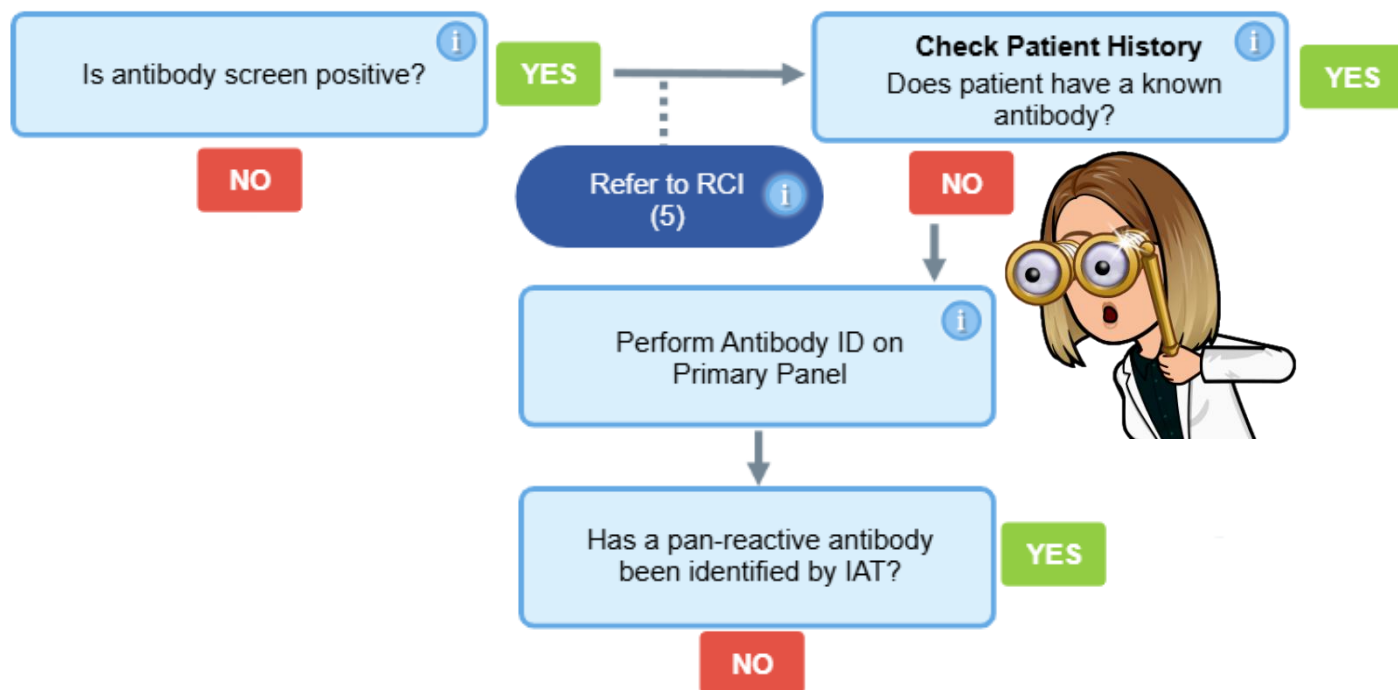 Is antibody screen positive?
YES
Check Patient History
Does patient have a known
antibody?
YES
NO
Refer to RCI
(5)
NO
Perform Antibody ID on
Primary Panel
Has a pan-reactive antibody
been identified by IAT?
YES
NO